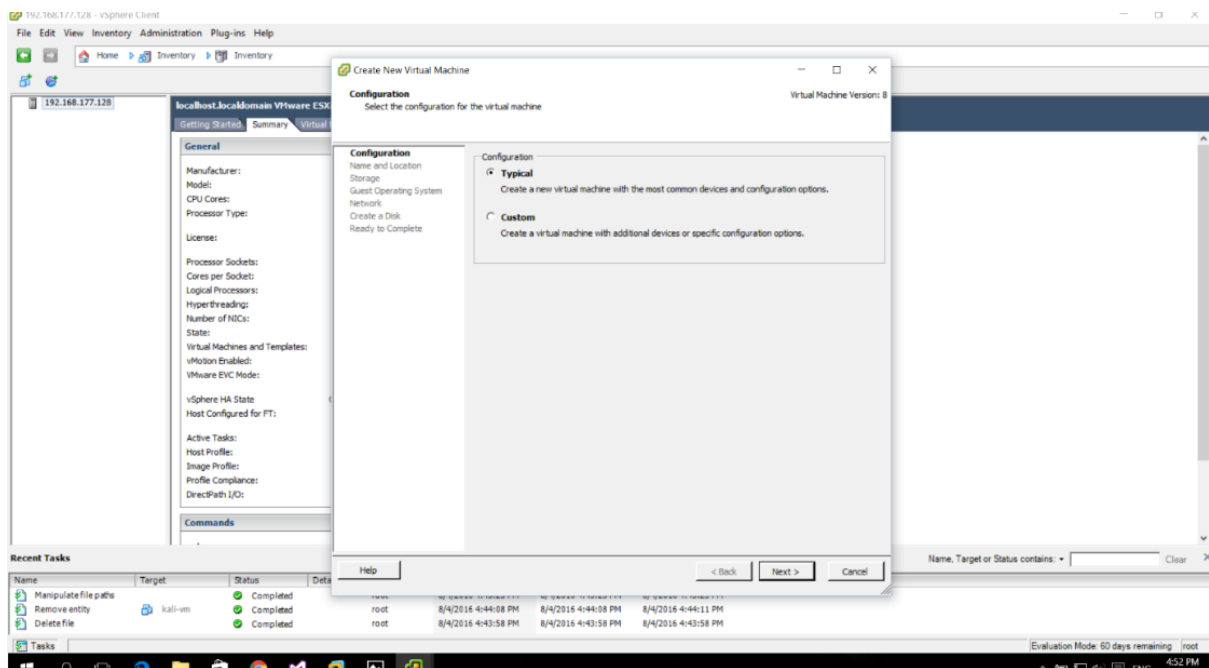 192.168.177.128 - vSphere Client
File Edit View Inventory Administration Plug-ins Help
Home Inventory Inventory
192.168.177.128
localhost.localdomain VMware ESX
Getting Started Summary Virtual
General
Manufacturer:
Model:
CPU Cores:
Processor Type:
License:
Processor Sockets:
Cores per Socket:
Logical Processors:
Hyperthreading:
Number of NICs:
State:
Virtual Machines and Templates:
vMotion Enabled:
VMware EVC Mode:
vSphere HA State
Host Configured for FT:
Active Tasks:
Host Profile:
Image Profile:
Profile Compliance:
DirectPath I/O:
Commands
Create New Virtual Machine
Configuration
Select the configuration for the virtual machine
Virtual Machine Version: 8
Configuration
Name and Location
Storage
Guest Operating System
Network
Create a Disk
Ready to Complete
Configuration
Typical
Create a new virtual machine with the most common devices and configuration options.
Custom
Create a virtual machine with additional devices or specific configuration options.
Help < Back Next > Cancel
Recent Tasks
Name, Target or Status contains: Clear
Name Target Status Deta
Manipulate file paths Completed
Remove entity kali-vm Completed root 8/4/2016 4:44:08 PM 8/4/2016 4:44:08 PM 8/4/2016 4:44:11 PM
Delete file Completed root 8/4/2016 4:43:58 PM 8/4/2016 4:43:58 PM 8/4/2016 4:43:58 PM
Tasks Evaluation Mode: 60 days remaining root
ENG 4:52 PM